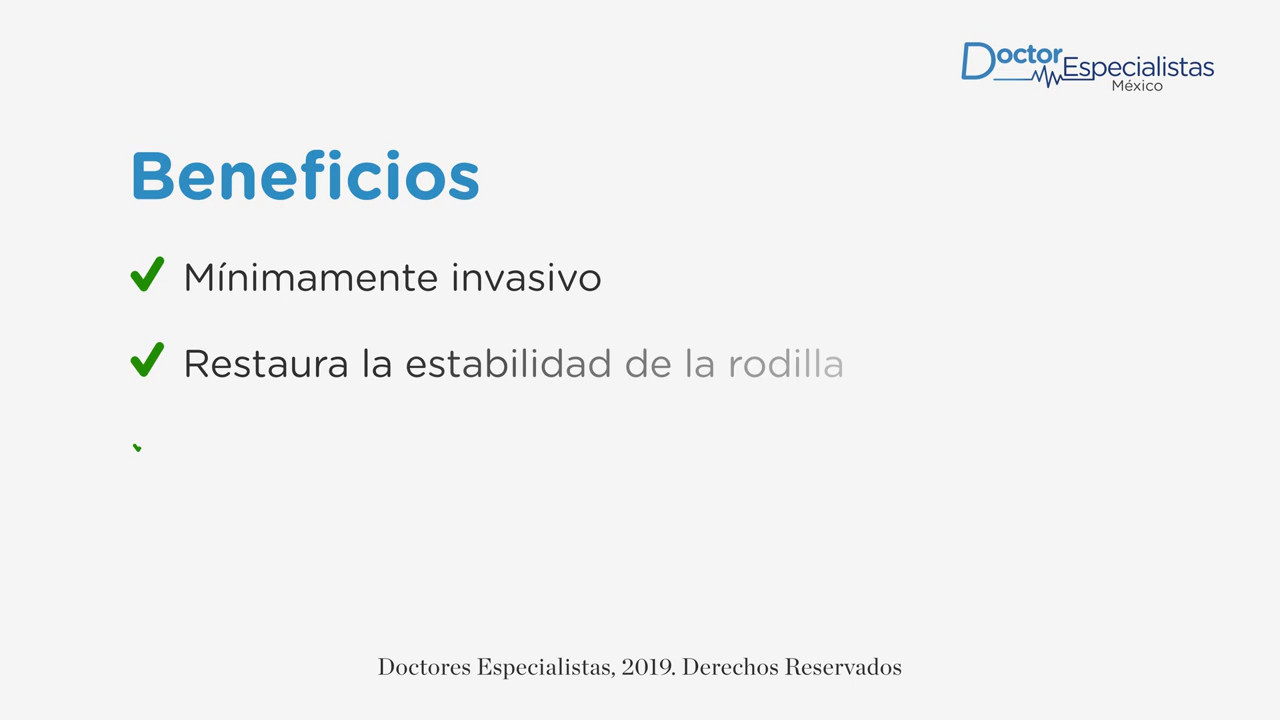 Doctor Especialistas
México
Beneficios
Mínimamente invasivo
Restaura la estabilidad de la rodilla
Doctores Especialistas, 2019. Derechos Reservados